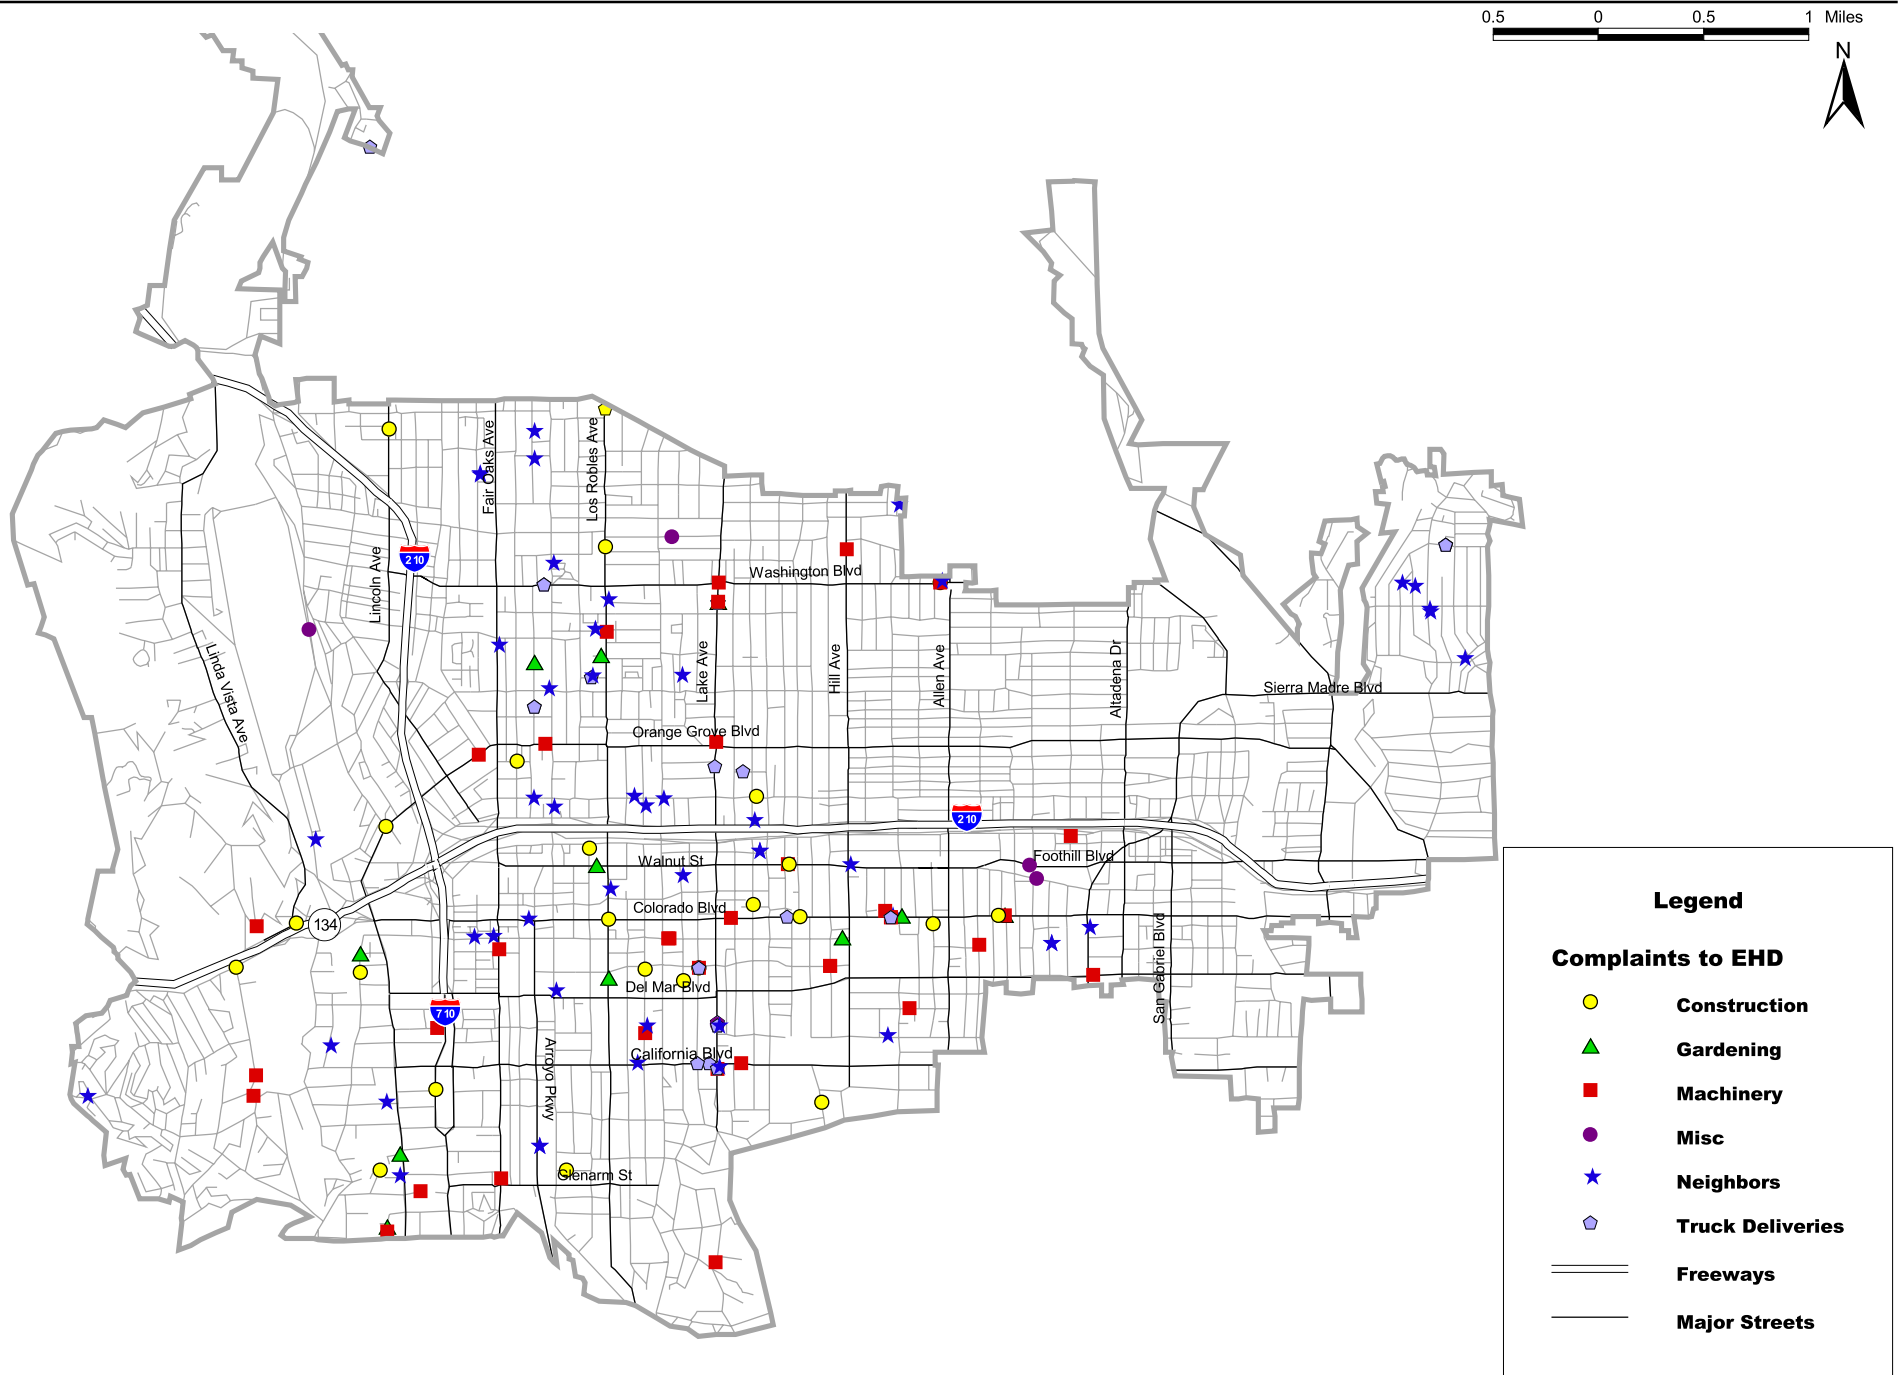 0.5 0 0.5 1 Miles
N
Fair Oaks Ave
Los Robles Ave
Lincoln Ave
210
Washington Blvd
Linda Vista Ave
Lake Ave
Hill Ave
Allen Ave
Altadena Dr
Sierra Madre Blvd
Orange Grove Blvd
210
Walnut St
Foothill Blvd
Colorado Blvd
134
San Gabriel Blvd
Del Mar Blvd
710
Arroyo Pkwy
California Blvd
Glenarm St
Legend
Complaints to EHD
Construction
Gardening
Machinery
Misc
Neighbors
Truck Deliveries
Freeways
Major Streets